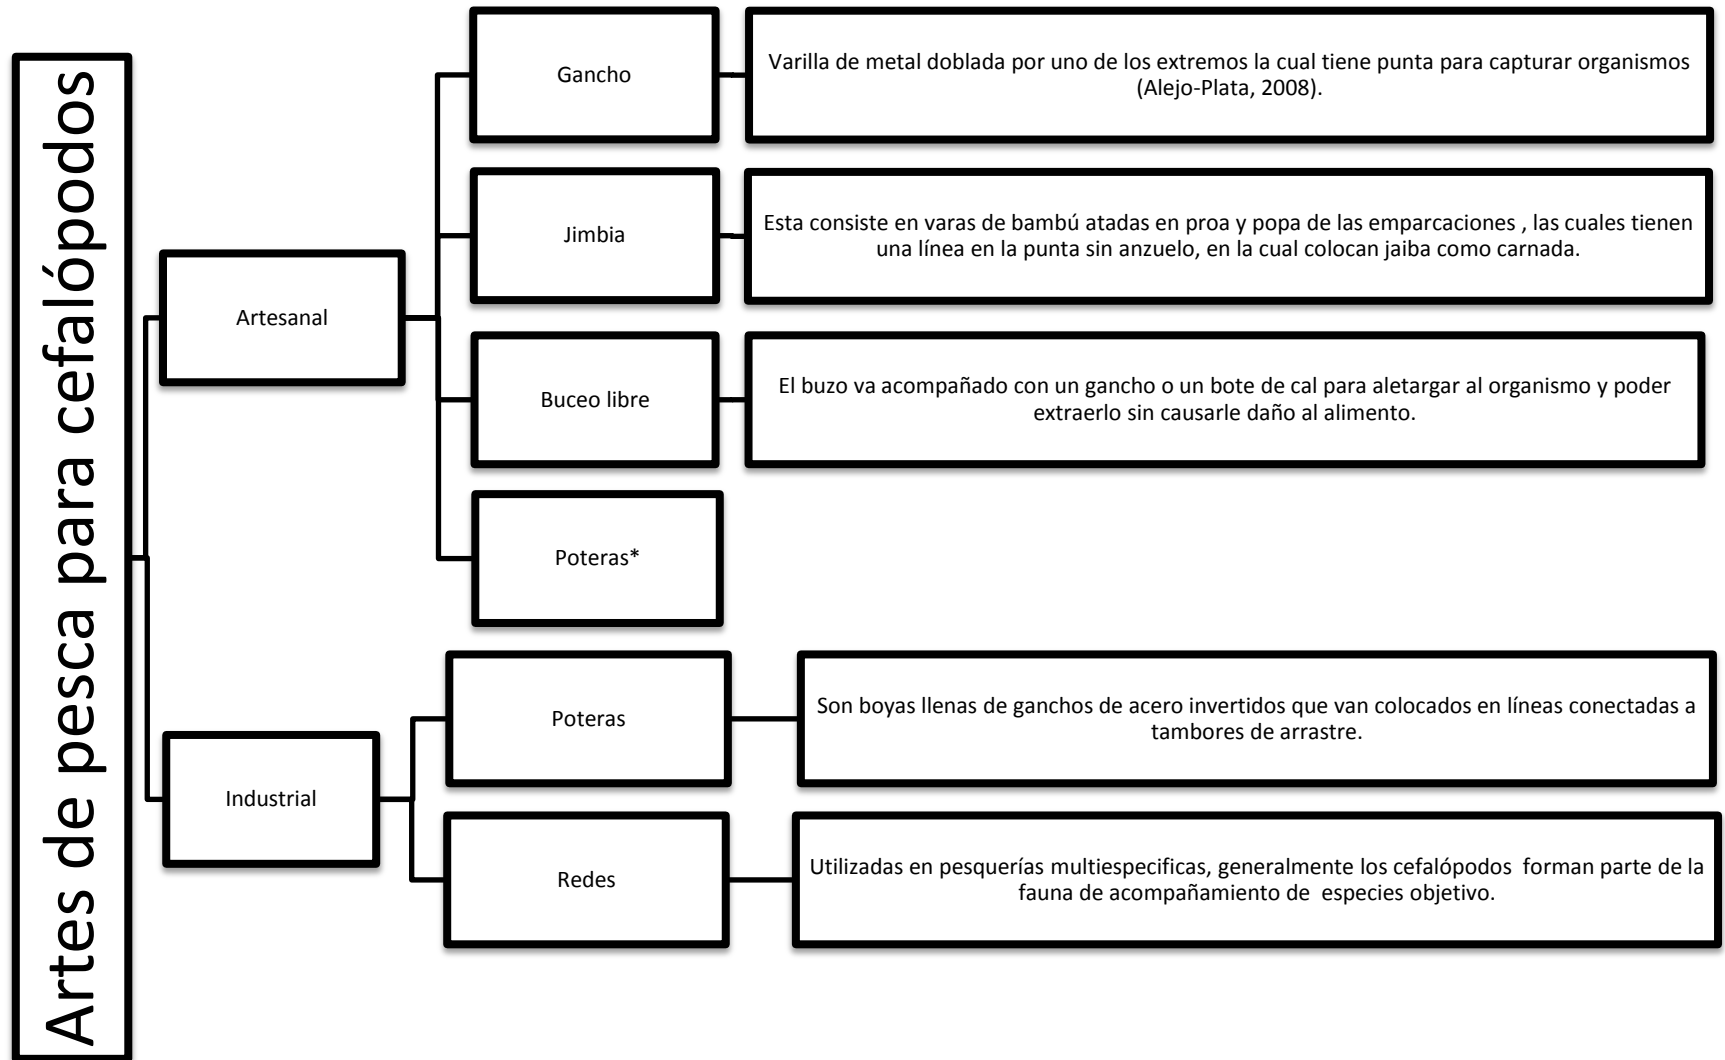 Artes de pesca para cefalópodos
Artesanal
Gancho
Varilla de metal doblada por uno de los extremos la cual tiene punta para capturar organismos
(Alejo-Plata, 2008).
Jimbia
Esta consiste en varas de bambú atadas en proa y popa de las emparcaciones , las cuales tienen
una línea en la punta sin anzuelo, en la cual colocan jaiba como carnada.
Buceo libre
El buzo va acompañado con un gancho o un bote de cal para aletargar al organismo y poder
extraerlo sin causarle daño al alimento.
Poteras*
Industrial
Poteras
Son boyas llenas de ganchos de acero invertidos que van colocados en líneas conectadas a
tambores de arrastre.
Redes
Utilizadas en pesquerías multiespecificas, generalmente los cefalópodos forman parte de la
fauna de acompañamiento de especies objetivo.